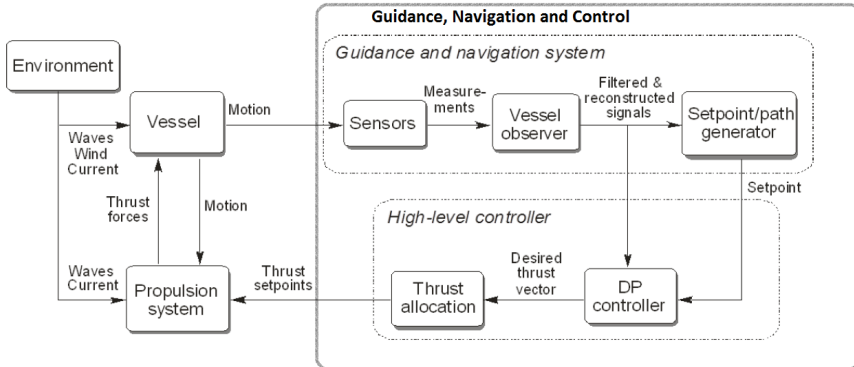 Guidance, Navigation and Control
Guidance and navigation system
Environment
Vessel
Motion
Sensors
Measure-
ments
Vessel
observer
Filtered &
reconstructed
signals
Setpoint/path
generator
Waves
Wind
Current
Thrust
forces
Motion
Setpoint
High-level controller
Waves
Current
Propulsion
system
Thrust
setpoints
Thrust
allocation
Desired
thrust
vector
DP
controller